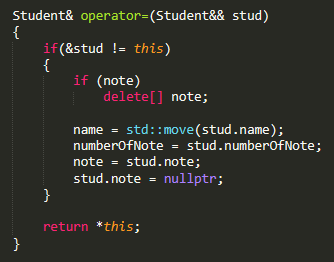 Student& operator=(Student&& stud)
{
    if(&stud != this)
    {
        if (note)
            delete[] note;

        name = std::move(stud.name);
        numberOfNote = stud.numberOfNote;
        note = stud.note;
        stud.note = nullptr;
    }

    return *this;
}